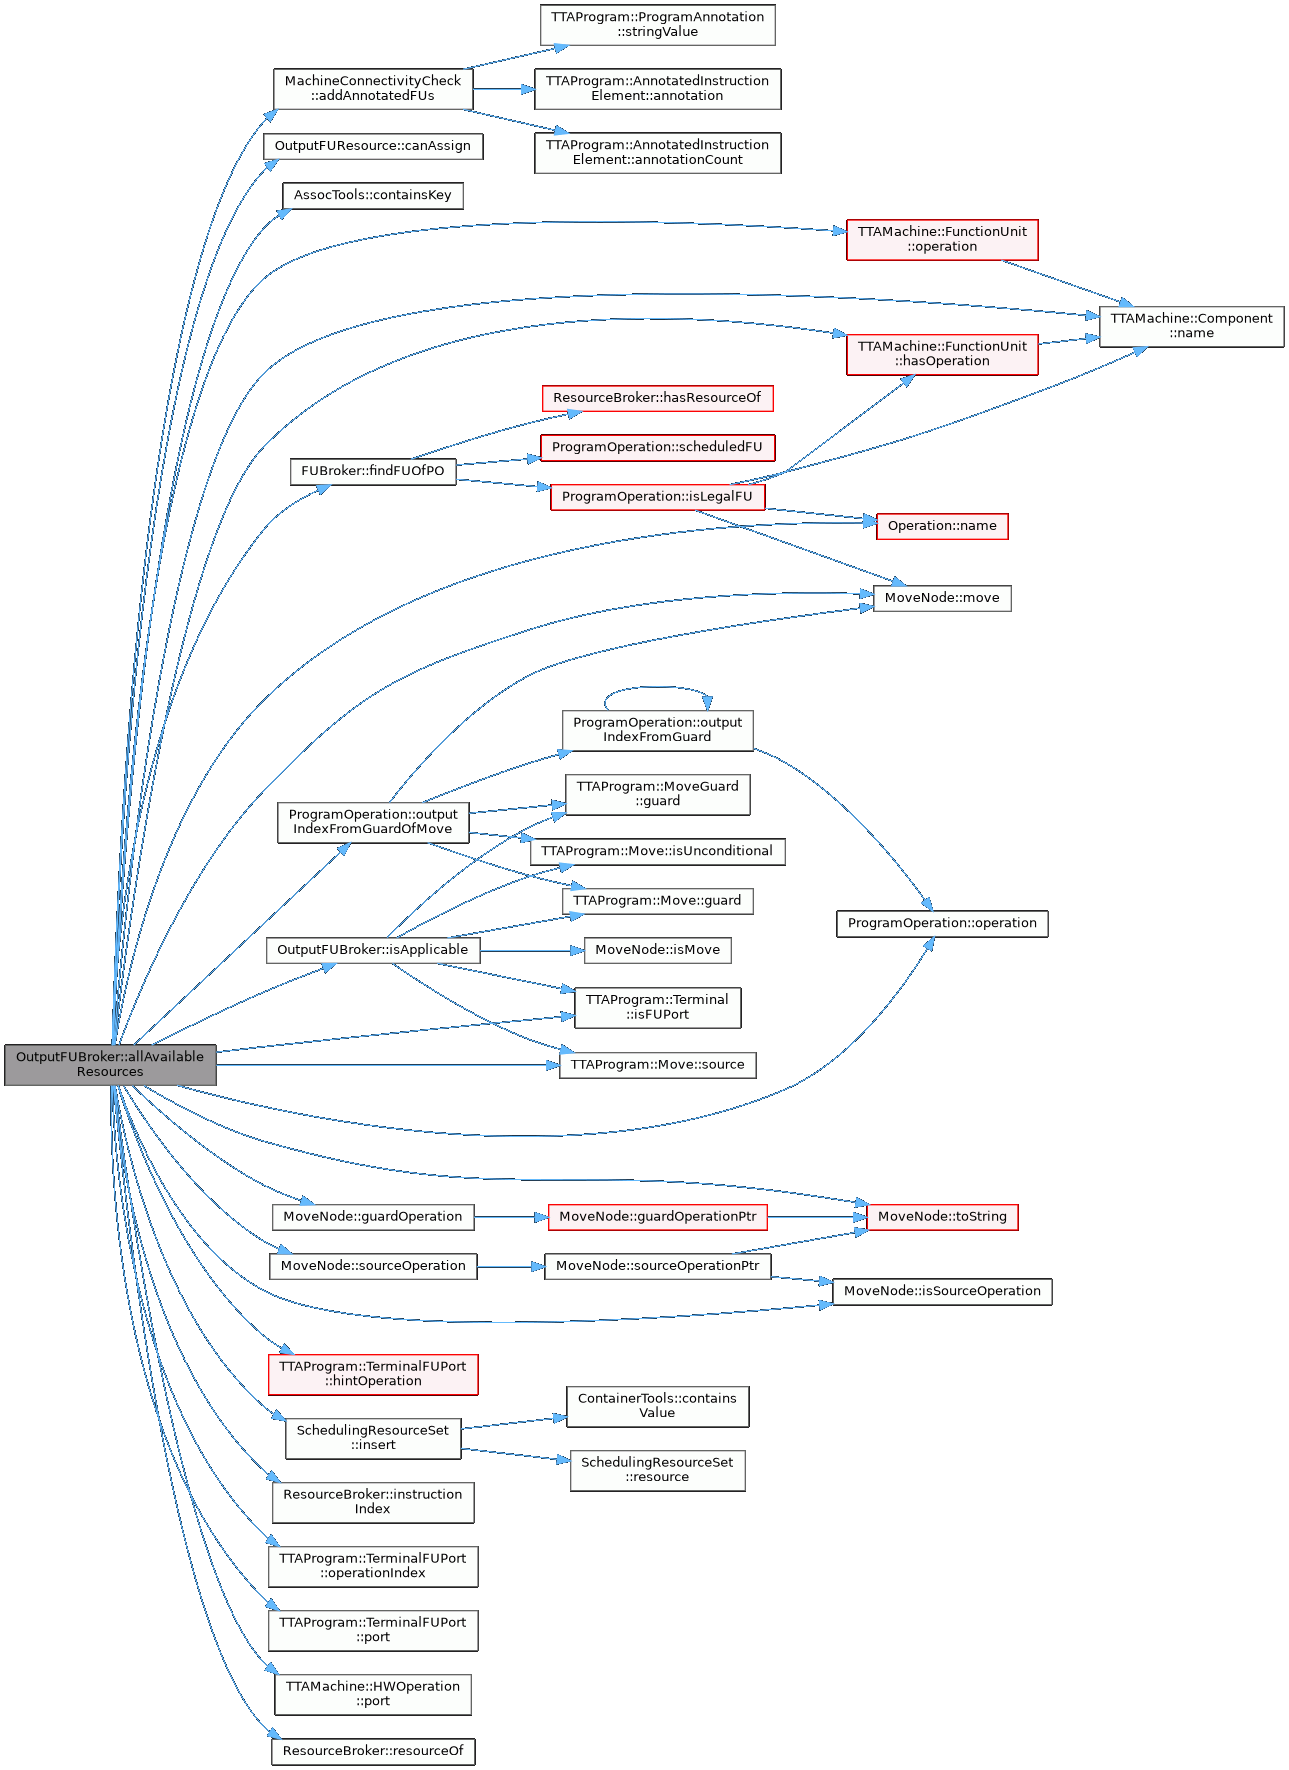 TTAProgram::ProgramAnnotation
::stringValue
MachineConnectivityCheck
::addAnnotatedFUs
TTAProgram::AnnotatedInstruction
Element::annotation
TTAProgram::AnnotatedInstruction
Element::annotationCount
OutputFUResource::canAssign
AssocTools::containsKey
TTAMachine::FunctionUnit
::operation
TTAMachine::Component
::name
TTAMachine::FunctionUnit
::hasOperation
ResourceBroker::hasResourceOf
ProgramOperation::scheduledFU
FUBroker::findFUOfPO
ProgramOperation::isLegalFU
Operation::name
MoveNode::move
ProgramOperation::output
IndexFromGuard
TTAProgram::MoveGuard
::guard
ProgramOperation::output
IndexFromGuardOfMove
TTAProgram::Move::isUnconditional
TTAProgram::Move::guard
ProgramOperation::operation
OutputFUBroker::isApplicable
MoveNode::isMove
TTAProgram::Terminal
::isFUPort
OutputFUBroker::allAvailable
Resources
TTAProgram::Move::source
MoveNode::guardOperation
MoveNode::guardOperationPtr
MoveNode::toString
MoveNode::sourceOperation
MoveNode::sourceOperationPtr
MoveNode::isSourceOperation
TTAProgram::TerminalFUPort
::hintOperation
ContainerTools::contains
Value
SchedulingResourceSet
::insert
SchedulingResourceSet
::resource
ResourceBroker::instruction
Index
TTAProgram::TerminalFUPort
::operationIndex
TTAProgram::TerminalFUPort
::port
TTAMachine::HWOperation
::port
ResourceBroker::resourceOf